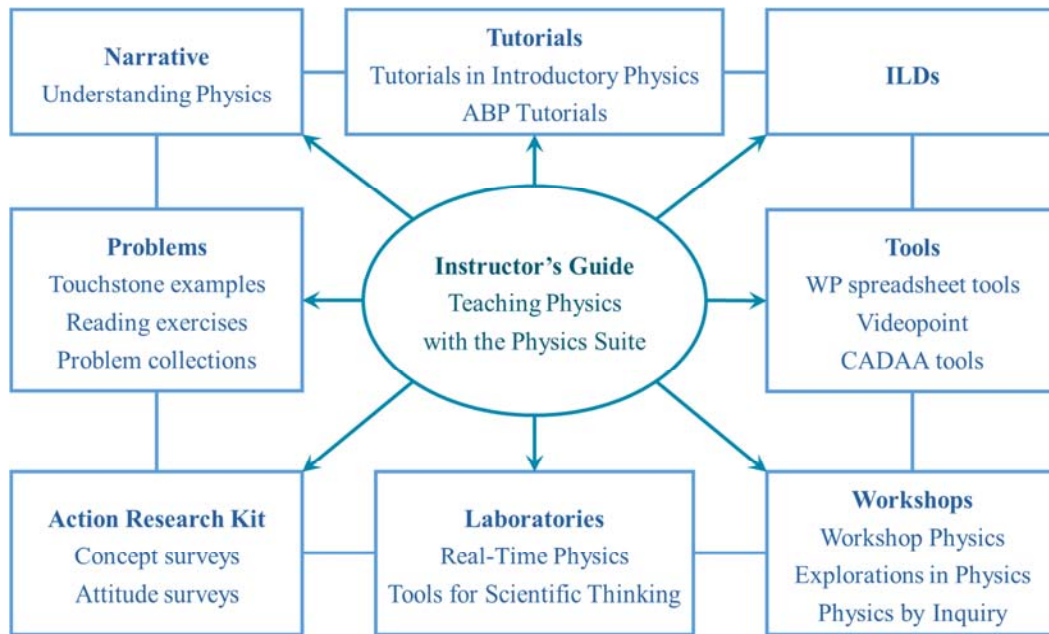 Narrative
Understanding Physics
Tutorials
Tutorials in Introductory Physics
ABP Tutorials
ILDs
Problems
Touchstone examples
Reading exercises
Problem collections
Instructor's Guide
Teaching Physics
with the Physics Suite
Tools
WP spreadsheet tools
Videopoint
CADAA tools
Action Research Kit
Concept surveys
Attitude surveys
Laboratories
Real-Time Physics
Tools for Scientific Thinking
Workshops
Workshop Physics
Explorations in Physics
Physics by Inquiry